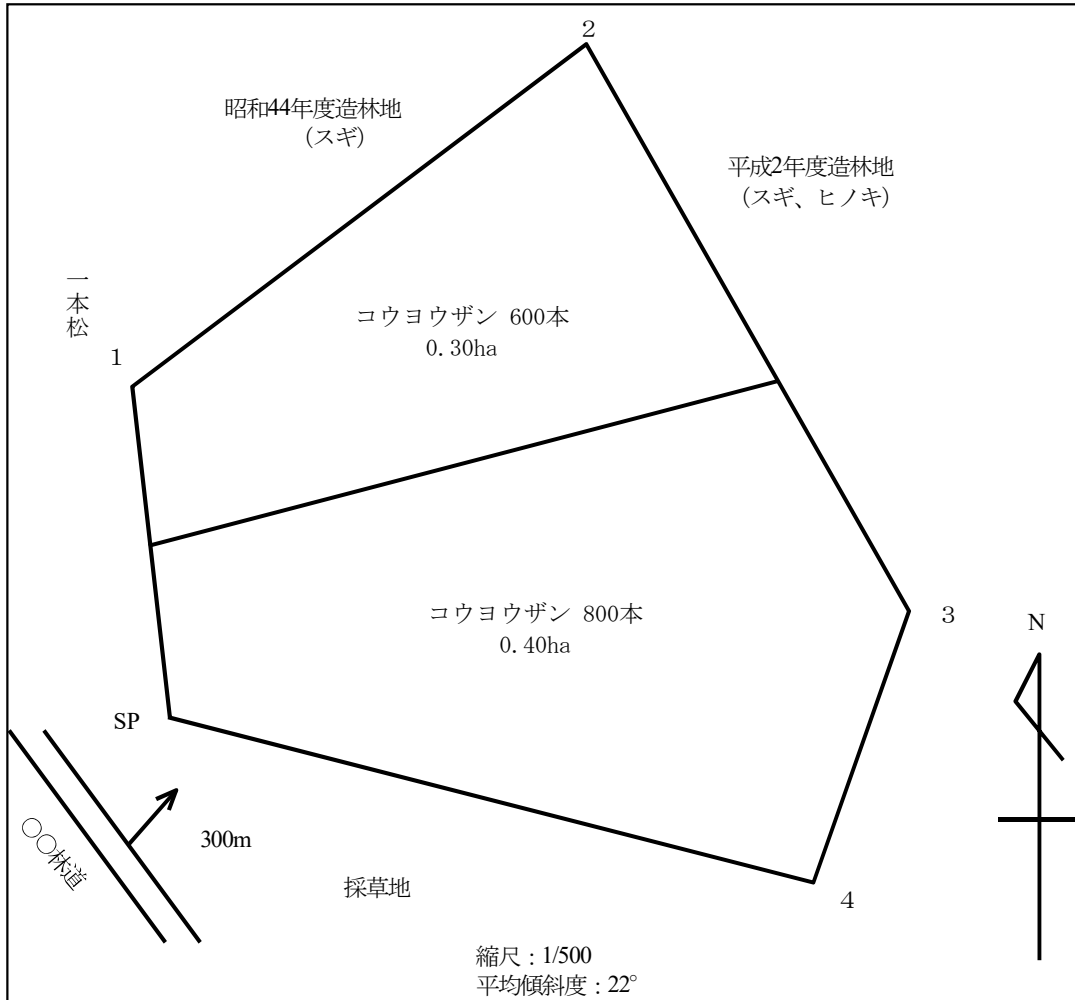 ２
昭和44年度造林地
（スギ）
平成2年度造林地
（スギ、ヒノキ）
一本松
１
コウヨウザン 600本
0.30ha
コウヨウザン 800本
0.40ha
３
N
SP
300m
○○林道
採草地
４
縮尺：1/500
平均傾斜度：22°